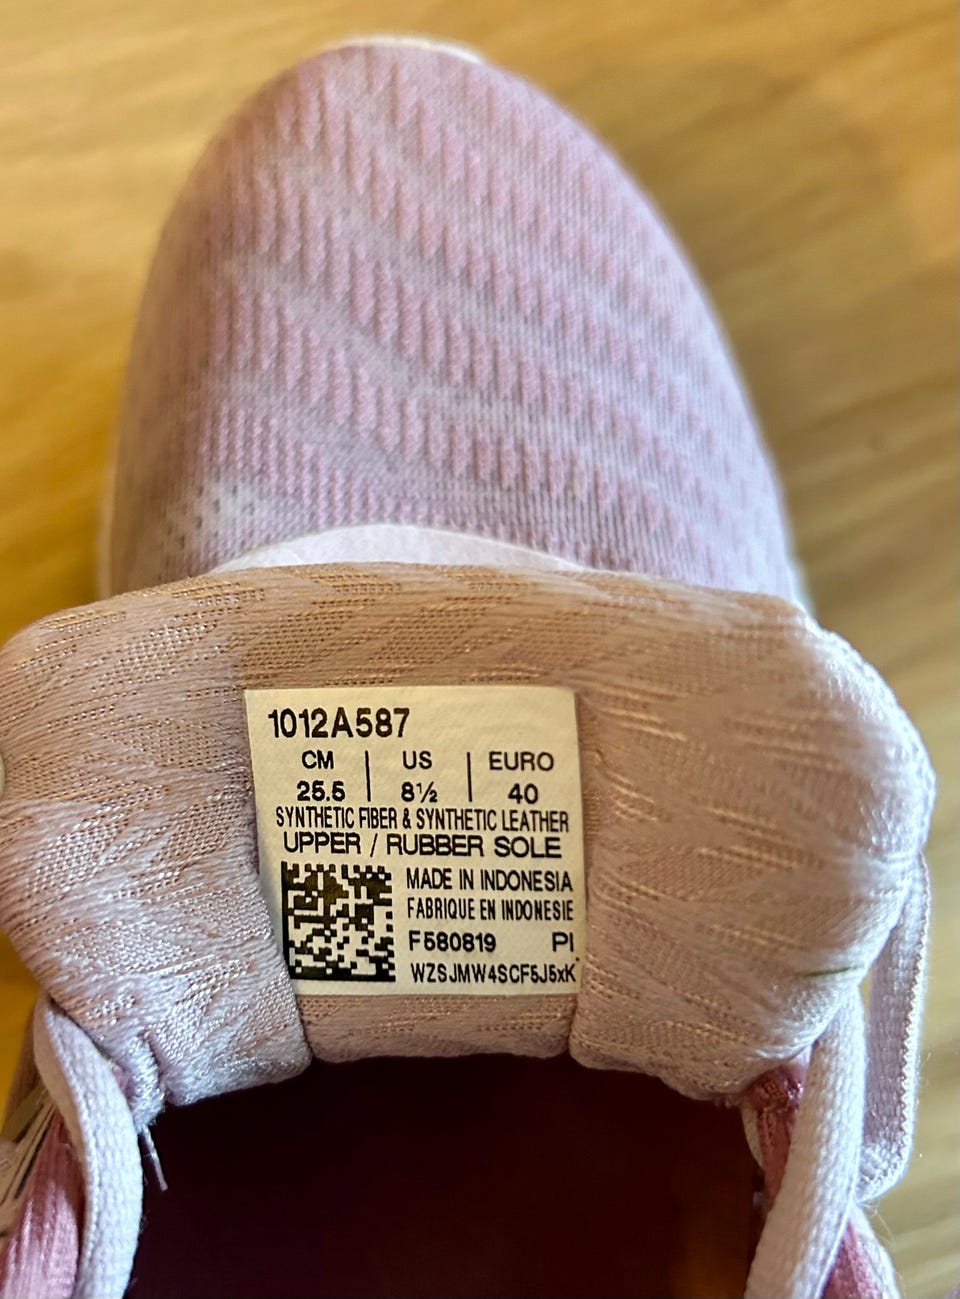 1012A587
CM | US | EURO
25.5 | 8½ | 40
SYNTHETIC FIBER & SYNTHETIC LEATHER
UPPER / RUBBER SOLE
MADE IN INDONESIA
FABRIQUE EN INDONESIE
F580819 PI
WZSJMW4SCF5J5xK